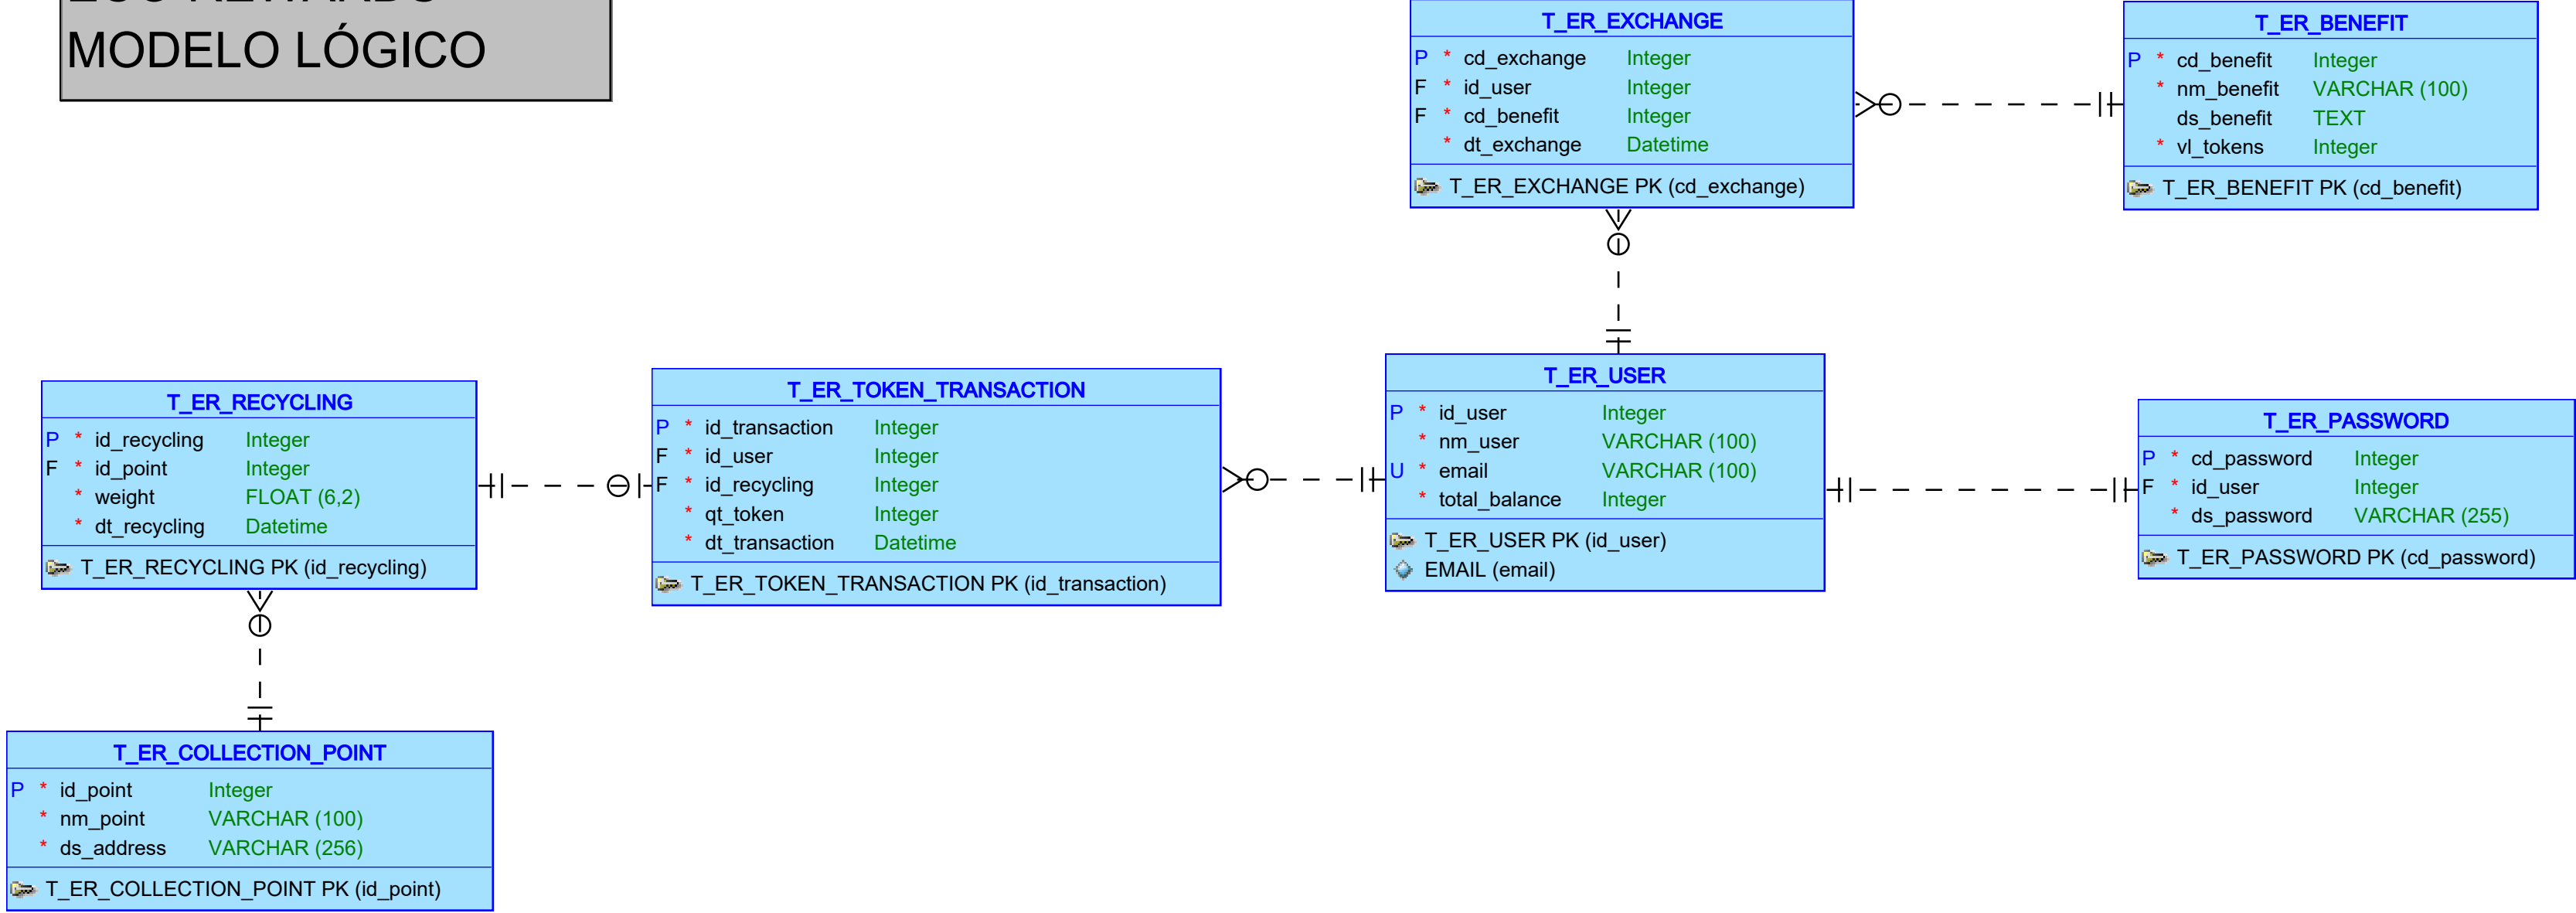 MODELO LÓGICO
T_ER_EXCHANGE
P * cd_exchange Integer
F * id_user Integer
F * cd_benefit Integer
* dt_exchange Datetime
T_ER_EXCHANGE PK (cd_exchange)
T_ER_BENEFIT
P * cd_benefit Integer
* nm_benefit VARCHAR (100)
ds_benefit TEXT
* vl_tokens Integer
T_ER_BENEFIT PK (cd_benefit)
T_ER_RECYCLING
P * id_recycling Integer
F * id_point Integer
* weight FLOAT (6,2)
* dt_recycling Datetime
T_ER_RECYCLING PK (id_recycling)
T_ER_TOKEN_TRANSACTION
P * id_transaction Integer
F * id_user Integer
F * id_recycling Integer
* qt_token Integer
* dt_transaction Datetime
T_ER_TOKEN_TRANSACTION PK (id_transaction)
T_ER_USER
P * id_user Integer
* nm_user VARCHAR (100)
U * email VARCHAR (100)
* total_balance Integer
T_ER_USER PK (id_user)
EMAIL (email)
T_ER_PASSWORD
P * cd_password Integer
F * id_user Integer
* ds_password VARCHAR (255)
T_ER_PASSWORD PK (cd_password)
T_ER_COLLECTION_POINT
P * id_point Integer
* nm_point VARCHAR (100)
* ds_address VARCHAR (256)
T_ER_COLLECTION_POINT PK (id_point)